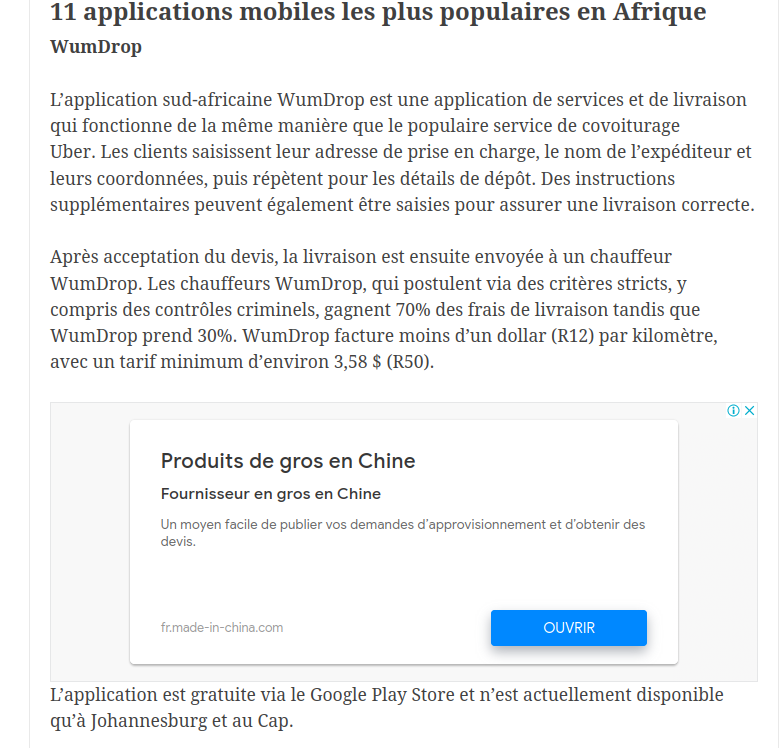 11 applications mobiles les plus populaires en Afrique
WumDrop
L’application sud-africaine WumDrop est une application de services et de livraison
qui fonctionne de la même manière que le populaire service de covoiturage
Uber. Les clients saisissent leur adresse de prise en charge, le nom de l’expéditeur et
leurs coordonnées, puis répètent pour les détails de dépôt. Des instructions
supplémentaires peuvent également être saisies pour assurer une livraison correcte.
Après acceptation du devis, la livraison est ensuite envoyée à un chauffeur
WumDrop. Les chauffeurs WumDrop, qui postulent via des critères stricts, y
compris des contrôles criminels, gagnent 70% des frais de livraison tandis que
WumDrop prend 30%. WumDrop facture moins d’un dollar (R12) par kilomètre,
avec un tarif minimum d’environ 3,58 $ (R50).
Produits de gros en Chine
Fournisseur en gros en Chine
Un moyen facile de publier vos demandes d’approvisionnement et d’obtenir des
devis.
fr.made-in-china.com
OUVRIR
L’application est gratuite via le Google Play Store et n’est actuellement disponible
qu’à Johannesburg et au Cap.